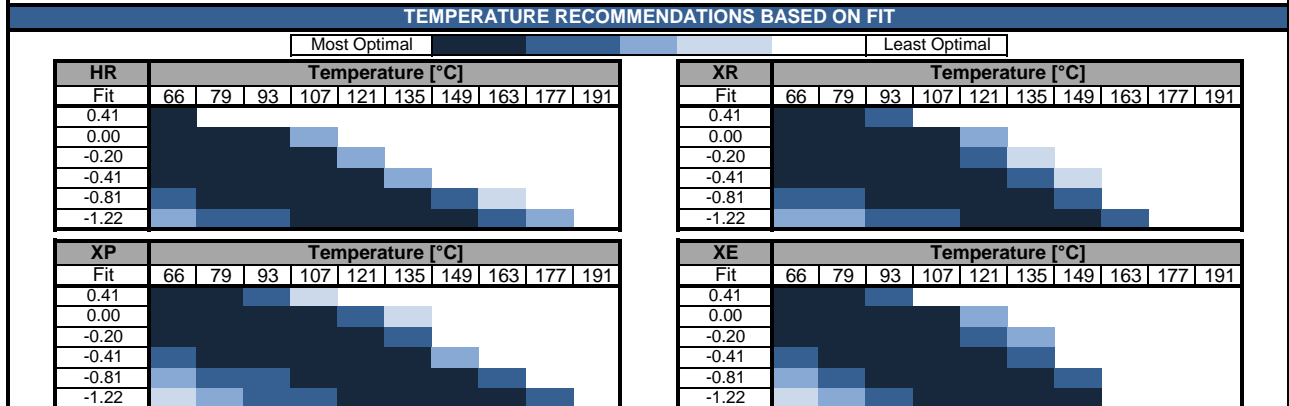 TEMPERATURE RECOMMENDATIONS BASED ON FIT
Most Optimal Least Optimal
HR Temperature [°C]
Fit 66 79 93 107 121 135 149 163 177 191
0.41
0.00
-0.20
-0.41
-0.81
-1.22
XR Temperature [°C]
Fit 66 79 93 107 121 135 149 163 177 191
0.41
0.00
-0.20
-0.41
-0.81
-1.22
XP Temperature [°C]
Fit 66 79 93 107 121 135 149 163 177 191
0.41
0.00
-0.20
-0.41
-0.81
-1.22
XE Temperature [°C]
Fit 66 79 93 107 121 135 149 163 177 191
0.41
0.00
-0.20
-0.41
-0.81
-1.22